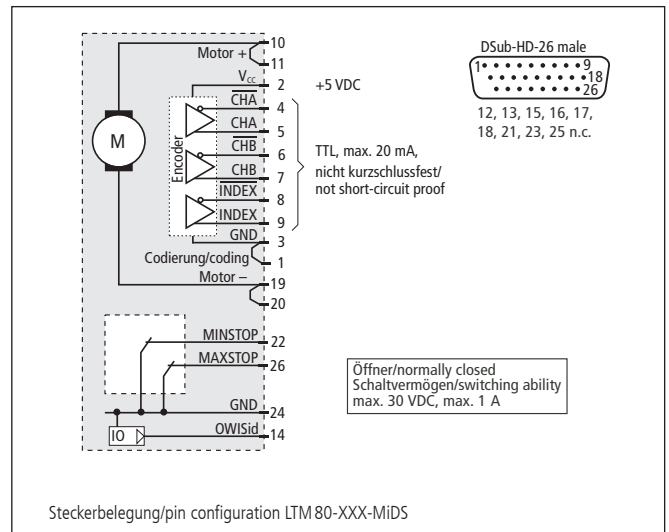 Motor +
10
11
V_cc
2
+5 VDC
C̅H̅A̅
4
CHA
5
C̅H̅B̅
6
CHB
7
I̅N̅D̅E̅X̅
8
INDEX
9
GND
3
Codierung/coding
1
Motor –
19
20
M
Encoder
TTL, max. 20 mA,
nicht kurzschlussfest/
not short-circuit proof
DSub-HD-26 male
1 9
18
26
12, 13, 15, 16, 17,
18, 21, 23, 25 n.c.
MINSTOP
22
MAXSTOP
26
GND
24
OWISid
14
IO
Öffner/normally closed
Schaltvermögen/switching ability
max. 30 VDC, max. 1 A
Steckerbelegung/pin configuration LTM 80-XXX-MiDS